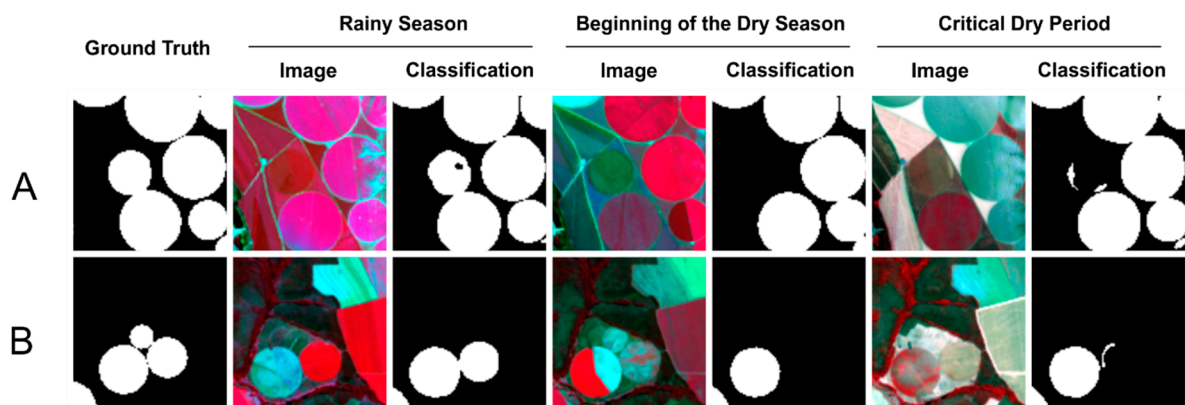 Ground Truth
Rainy Season
Beginning of the Dry Season
Critical Dry Period
Image
Classification
Image
Classification
Image
Classification
A
B